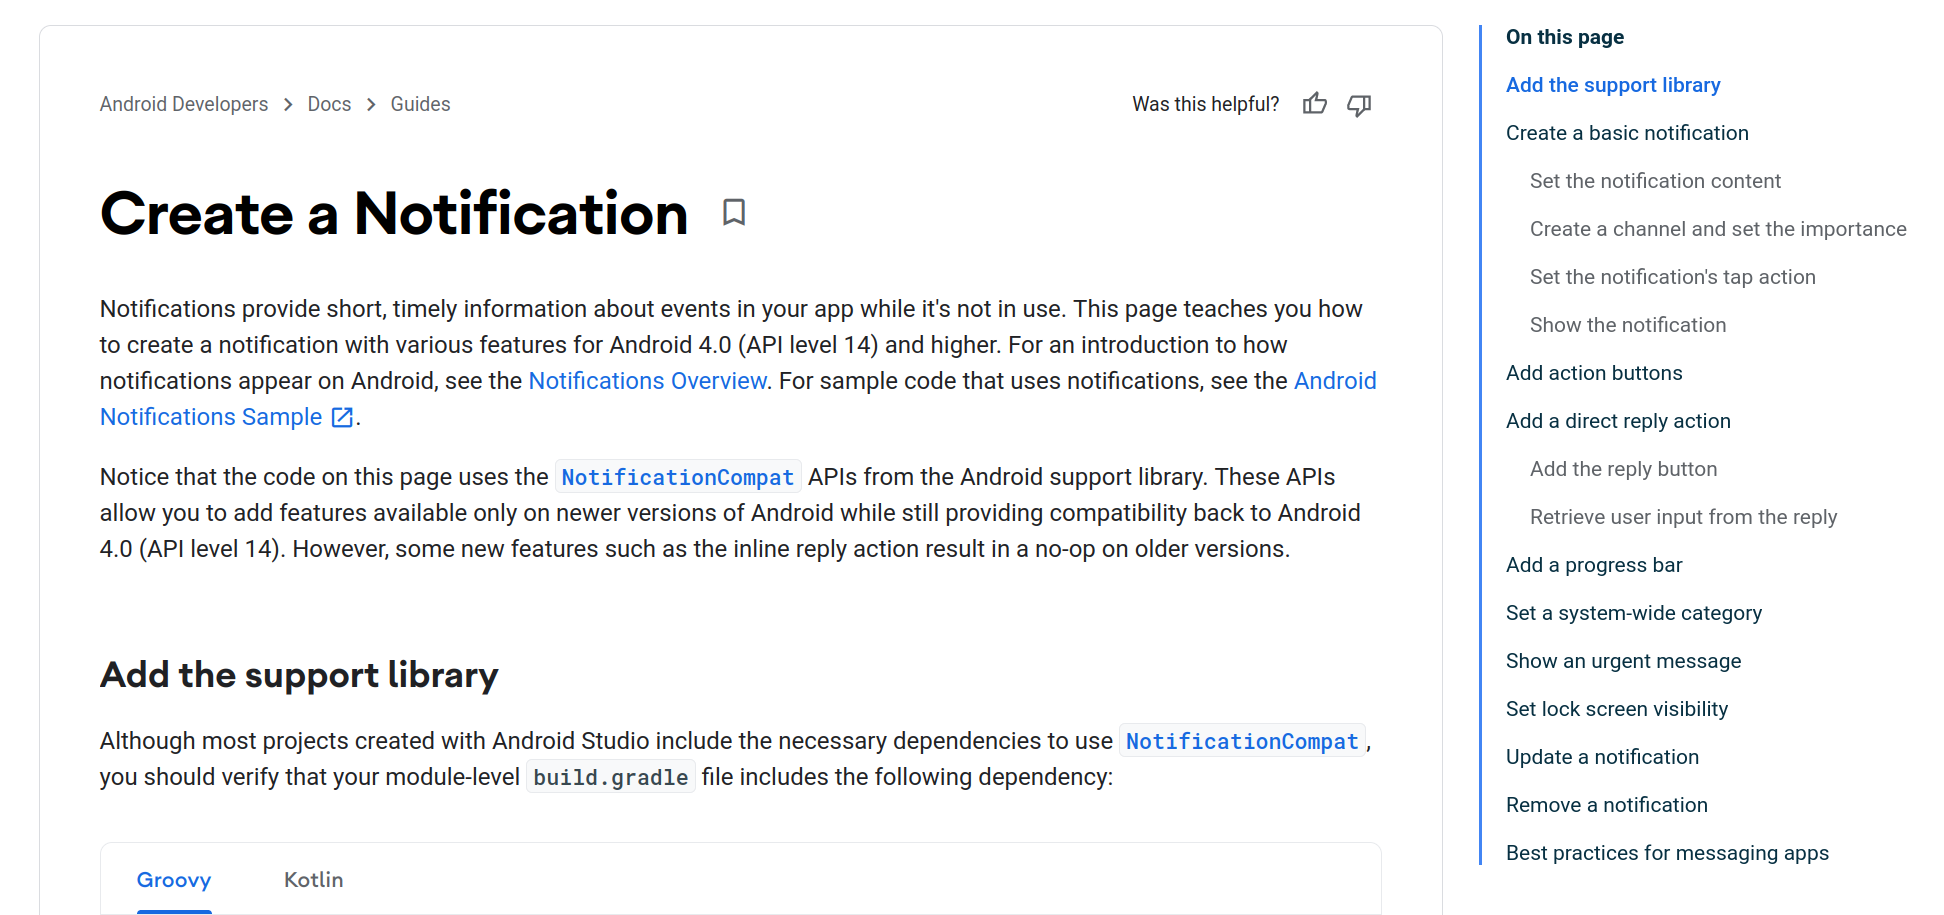 Android Developers > Docs > Guides
Was this helpful?
Create a Notification
Notifications provide short, timely information about events in your app while it's not in use. This page teaches you how
to create a notification with various features for Android 4.0 (API level 14) and higher. For an introduction to how
notifications appear on Android, see the Notifications Overview. For sample code that uses notifications, see the Android
Notifications Sample.
Notice that the code on this page uses the NotificationCompat APIs from the Android support library. These APIs
allow you to add features available only on newer versions of Android while still providing compatibility back to Android
4.0 (API level 14). However, some new features such as the inline reply action result in a no-op on older versions.
Add the support library
Although most projects created with Android Studio include the necessary dependencies to use NotificationCompat,
you should verify that your module-level build.gradle file includes the following dependency:
Groovy Kotlin
On this page
Add the support library
Create a basic notification
Set the notification content
Create a channel and set the importance
Set the notification's tap action
Show the notification
Add action buttons
Add a direct reply action
Add the reply button
Retrieve user input from the reply
Add a progress bar
Set a system-wide category
Show an urgent message
Set lock screen visibility
Update a notification
Remove a notification
Best practices for messaging apps